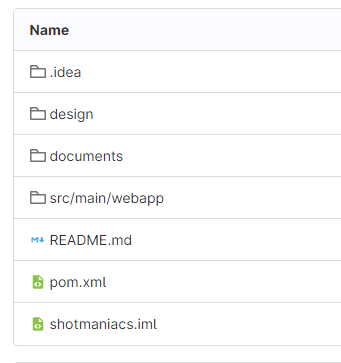 Name
.idea
design
documents
src/main/webapp
README.md
pom.xml
shotmaniacs.iml